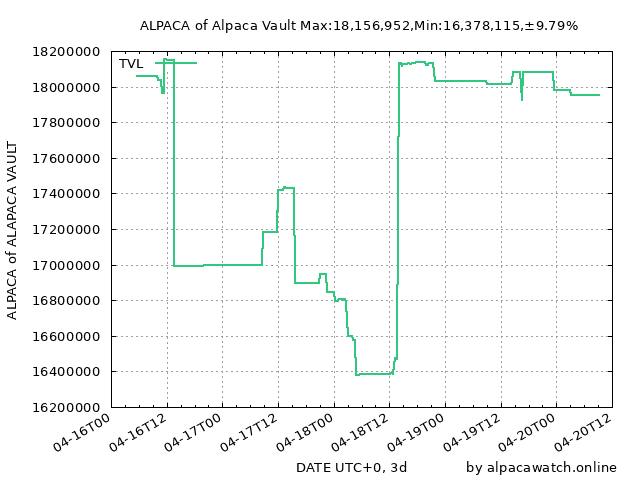 ALPACA of Alpaca Vault Max:18,156,952,Min:16,378,115,±9.79%
18200000
TVL
18000000
17800000
17600000
17400000
17200000
17000000
16800000
16600000
16400000
16200000
ALPACA of ALAPACA VAULT
04-16T00
04-16T12
04-17T00
04-17T12
04-18T00
04-18T12
04-19T00
04-19T12
04-20T00
04-20T12
DATE UTC+0, 3d
by alpacawatch.online